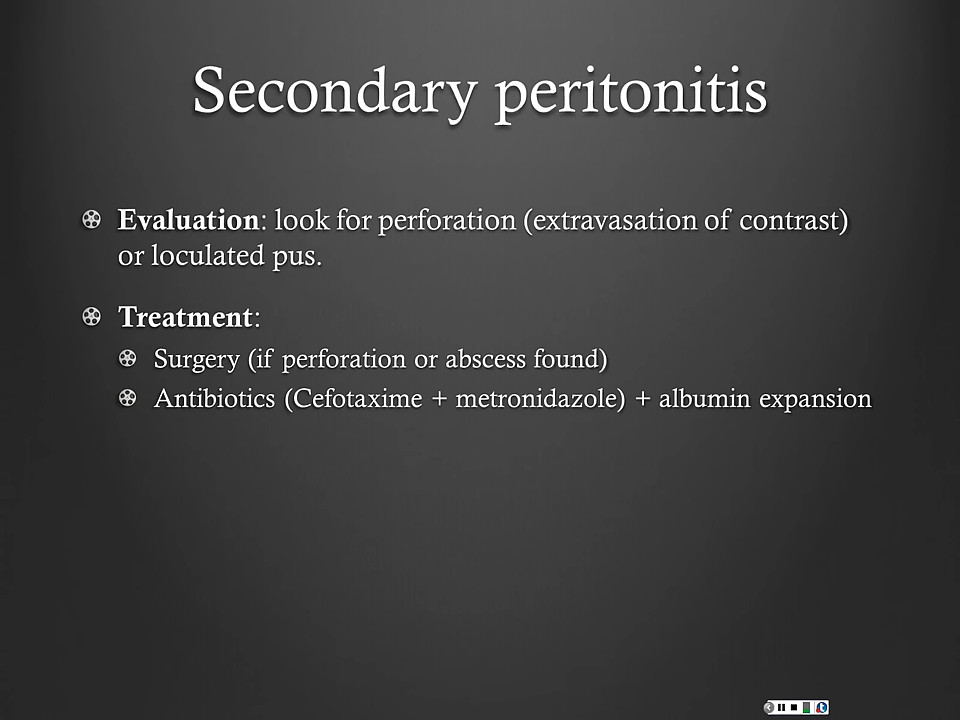 Secondary peritonitis
Evaluation: look for perforation (extravasation of contrast)
or loculated pus.
Treatment:
Surgery (if perforation or abscess found)
Antibiotics (Cefotaxime + metronidazole) + albumin expansion